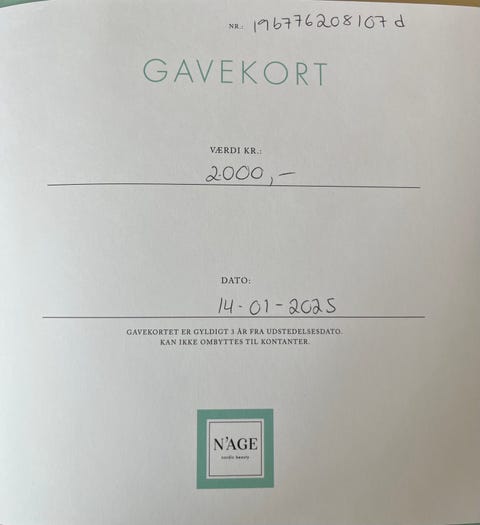 NR.: 196776208107d
GAVEKORT
VÆRDI KR.:
2000,-
DATO:
14-01-2025
GAVEKORTET ER GYLDIGT 3 ÅR FRA UDSTEDELSESDATO.
KAN IKKE OMBYTTES TIL KONTANTER.
N'AGE
nordic beauty